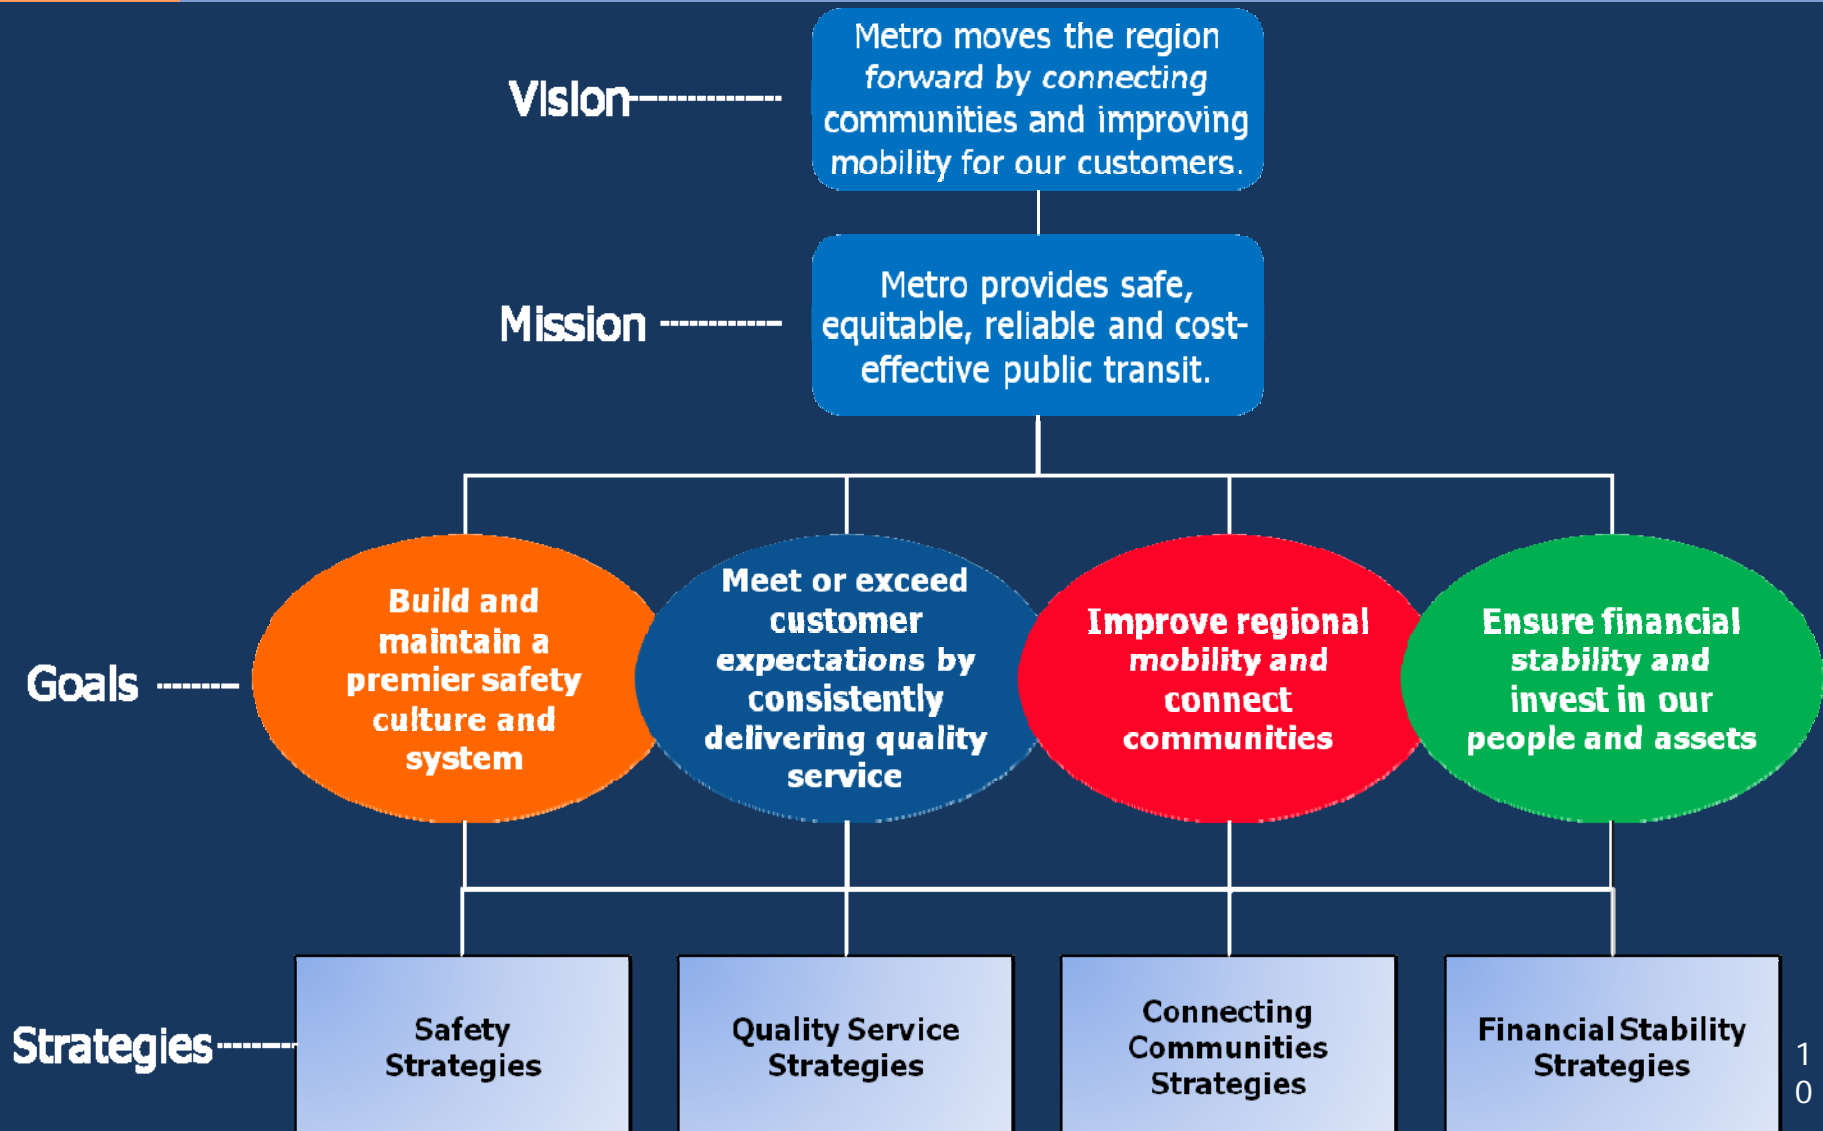 Vision
Metro moves the region
forward by connecting
communities and improving
mobility for our customers.
Mission
Metro provides safe,
equitable, reliable and cost-
effective public transit.
Goals
Build and
maintain a
premier safety
culture and
system
Meet or exceed
customer
expectations by
consistently
delivering quality
service
Improve regional
mobility and
connect
communities
Ensure financial
stability and
invest in our
people and assets
Strategies
Safety
Strategies
Quality Service
Strategies
Connecting
Communities
Strategies
Financial Stability
Strategies
1
0